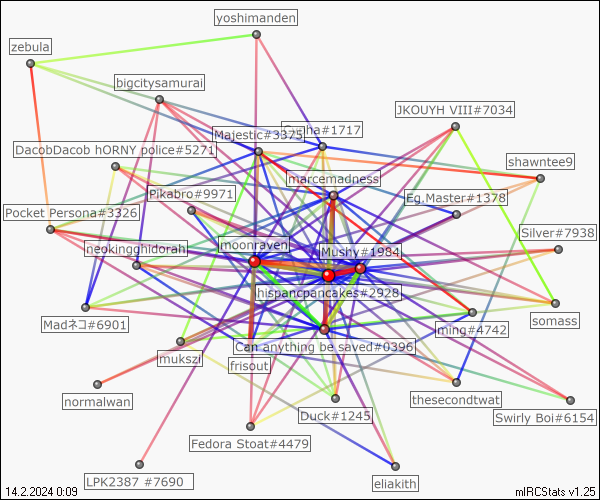 yoshimanden
zebula
bigcitysamurai
JKOUYH VIII#7034
Majestic#3375
ha#1717
DacobDacob hORNY police#5271
shawntee9
marcemadness
Pikabro#9971
Eg.Master#1378
Pocket Persona#3326
Silver#7938
neokingghidorah
moonraven
Mushy#1984
hispancpancakes#2928
Madネコ#6901
somass
ming#4742
Can anything be saved#0396
mukszi
frisout
normalwan
thesecondtwat
Duck#1245
Swirly Boi#6154
Fedora Stoat#4479
LPK2387 #7690
eliakith
14.2.2024 0:09
mIRCStats v1.25